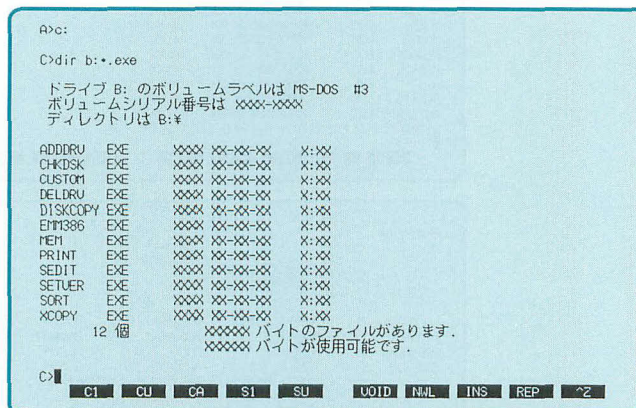 A>c:
C>dir b:*.exe
ドライブ B: のボリュームラベルは MS-DOS #3
ボリュームシリアル番号は XXXX-XXXX
ディレクトリは B:¥
ADDDRV EXE XXXX XX-XX-XX X:XX
CHKDSK EXE XXXX XX-XX-XX X:XX
CUSTOM EXE XXXX XX-XX-XX X:XX
DELDRV EXE XXXX XX-XX-XX X:XX
DISKCOPY EXE XXXX XX-XX-XX X:XX
EMM386 EXE XXXX XX-XX-XX X:XX
MEM EXE XXXX XX-XX-XX X:XX
PRINT EXE XXXX XX-XX-XX X:XX
SEDIT EXE XXXX XX-XX-XX X:XX
SETUER EXE XXXX XX-XX-XX X:XX
SORT EXE XXXX XX-XX-XX X:XX
XCOPY EXE XXXX XX-XX-XX X:XX
12 個 XXXXXX バイトのファイルがあります.
XXXXXX バイトが使用可能です.
C>
C1 CU CA S1 SU VOID NWL INS REP ^Z